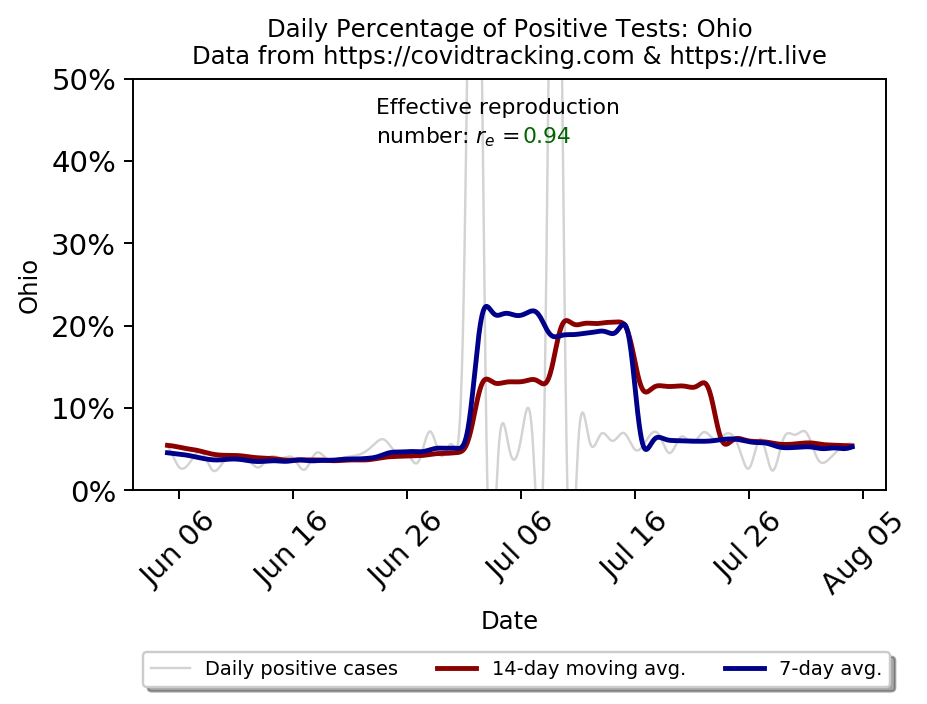 Daily Percentage of Positive Tests: Ohio
Data from https://covidtracking.com & https://rt.live
Effective reproduction
number: rₑ = 0.94
50%
40%
30%
20%
10%
0%
Ohio
Jun 06
Jun 16
Jun 26
Jul 06
Jul 16
Jul 26
Aug 05
Date
Daily positive cases
14-day moving avg.
7-day avg.